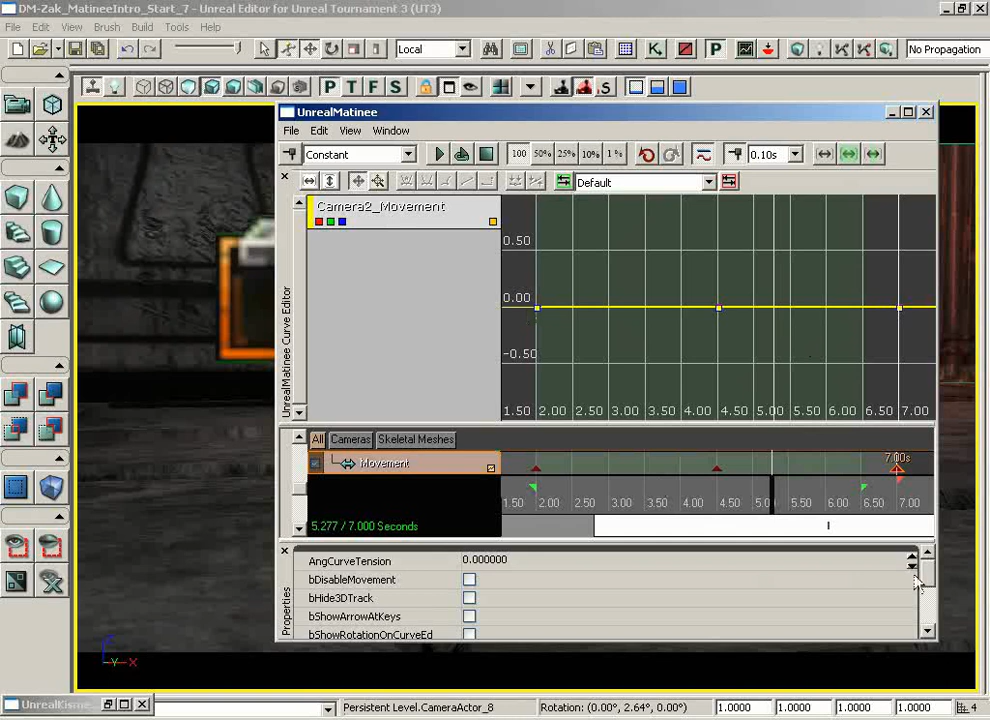 DM-Zak_MatineeIntro_Start_7 - Unreal Editor for Unreal Tournament 3 (UT3)
File Edit View Brush Build Tools Help
Local
K
P
No Propagation
P T F S
S
UnrealMatinee
File Edit View Window
Constant
100 50% 25% 10% 1%
0.10s
Default
Camera2_Movement
0.50
0.00
-0.50
1.50 2.00 2.50 3.00 3.50 4.00 4.50 5.00 5.50 6.00 6.50 7.00
UnrealMatinee Curve Editor
All Cameras Skeletal Meshes
Movement
7.00s
1.50 2.00 2.50 3.00 3.50 4.00 4.50 5.0 5.50 6.00 6.50 7.00
5.277 / 7.000 Seconds
AngCurveTension 0.000000
bDisableMovement
bHide3DTrack
bShowArrowAtKeys
bShowRotationOnCurveEd
Properties
Y X
UnrealKisme
Persistent Level.CameraActor_8
Rotation: (0.00°, 2.64°, 0.00°)
1.0000 1.0000 1.0000 1.0000
4